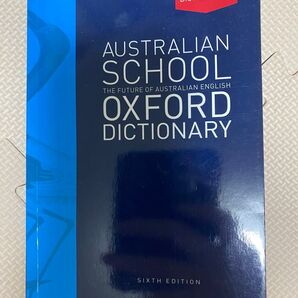 AUSTRALIAN
SCHOOL
THE FUTURE OF AUSTRALIAN ENGLISH
OXFORD
DICTIONARY
SIXTH EDITION